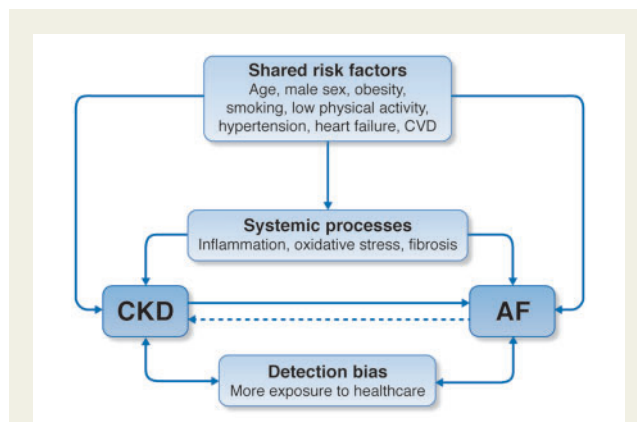 Shared risk factors
Age, male sex, obesity,
smoking, low physical activity,
hypertension, heart failure, CVD
Systemic processes
Inflammation, oxidative stress, fibrosis
CKD
AF
Detection bias
More exposure to healthcare